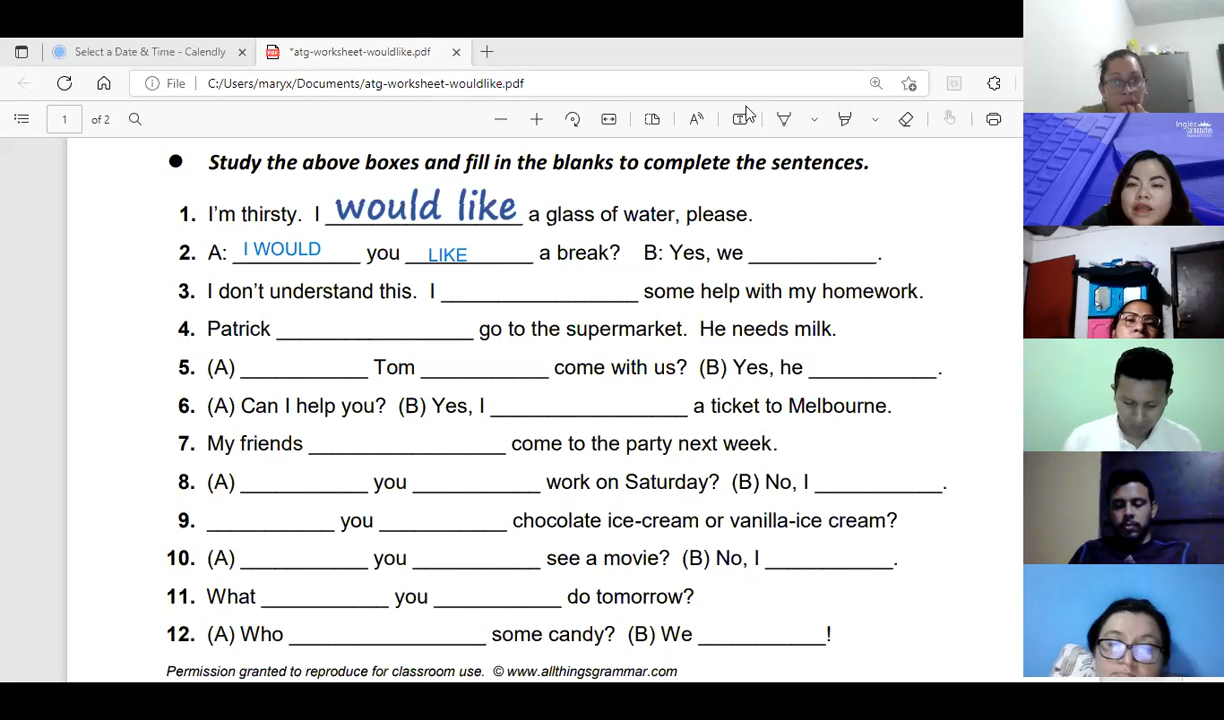 Select a Date & Time - Calendly
*atg-worksheet-wouldlike.pdf
File C:/Users/maryx/Documents/atg-worksheet-wouldlike.pdf
1 of 2
● Study the above boxes and fill in the blanks to complete the sentences.
1. I'm thirsty. I would like a glass of water, please.
2. A: I WOULD you LIKE a break? B: Yes, we ___________.
3. I don't understand this. I _________________ some help with my homework.
4. Patrick _________________ go to the supermarket. He needs milk.
5. (A) ___________ Tom ___________ come with us? (B) Yes, he ___________.
6. (A) Can I help you? (B) Yes, I _________________ a ticket to Melbourne.
7. My friends _________________ come to the party next week.
8. (A) ___________ you ___________ work on Saturday? (B) No, I ___________.
9. ___________ you ___________ chocolate ice-cream or vanilla-ice cream?
10. (A) ___________ you ___________ see a movie? (B) No, I ___________.
11. What ___________ you ___________ do tomorrow?
12. (A) Who _________________ some candy? (B) We ___________!
Permission granted to reproduce for classroom use. © www.allthingsgrammar.com
Inglés